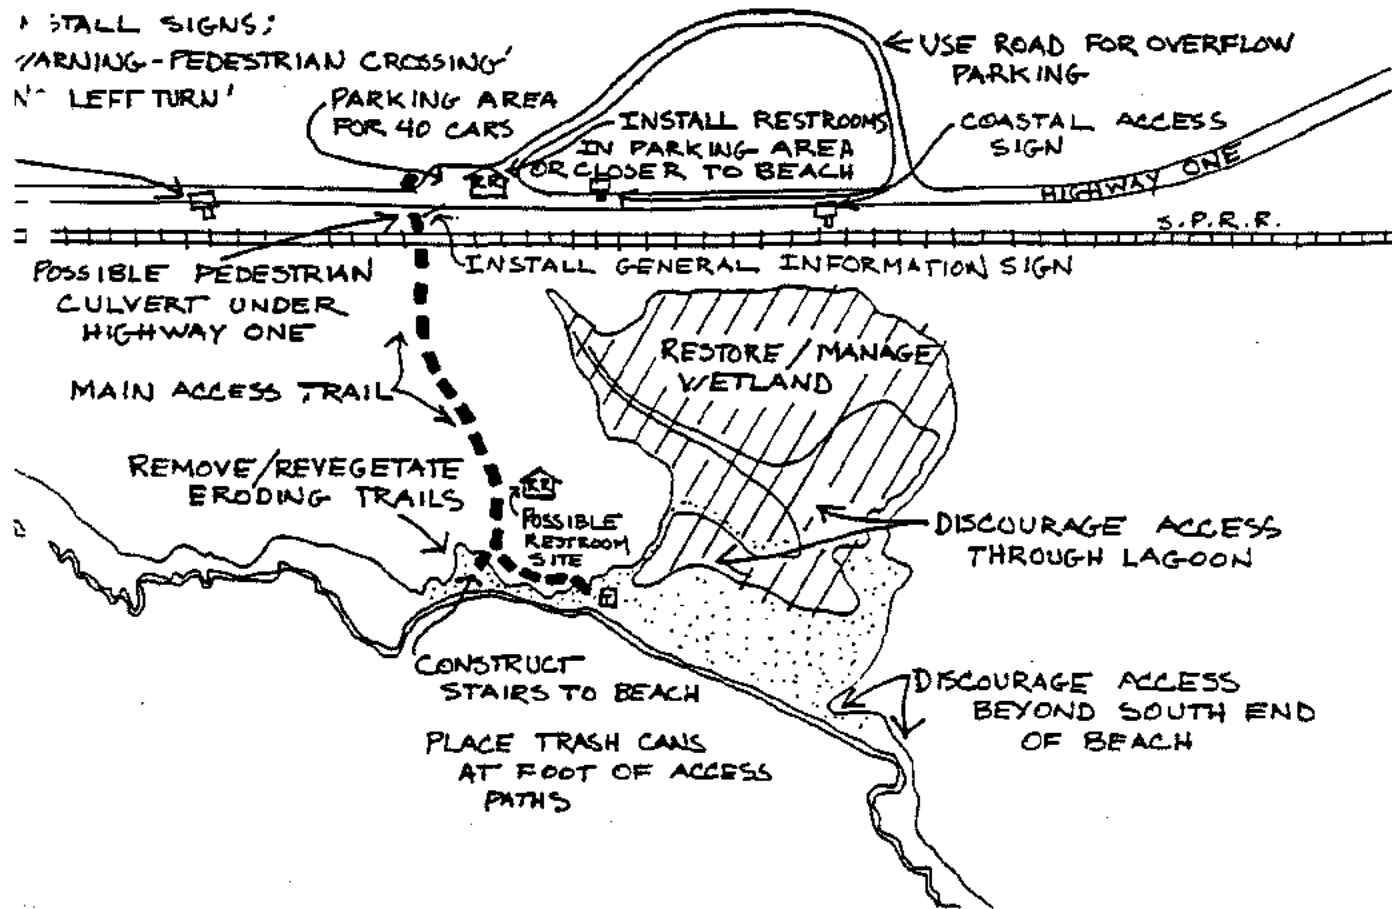 STALL SIGNS:
ARNING-PEDESTRIAN CROSSING'
LEFT TURN'
PARKING AREA
FOR 40 CARS
INSTALL RESTROOMS
IN PARKING AREA
OR CLOSER TO BEACH
USE ROAD FOR OVERFLOW
PARKING
COASTAL ACCESS
SIGN
HIGHWAY ONE
RR
S.P.R.R.
POSSIBLE PEDESTRIAN
CULVERT UNDER
HIGHWAY ONE
INSTALL GENERAL INFORMATION SIGN
RESTORE/MANAGE
WETLAND
MAIN ACCESS TRAIL
REMOVE/REVEGETATE
ERODING TRAILS
RR
POSSIBLE
RESTROOM
SITE
DISCOURAGE ACCESS
THROUGH LAGOON
T
CONSTRUCT
STAIRS TO BEACH
DISCOURAGE ACCESS
BEYOND SOUTH END
OF BEACH
PLACE TRASH CANS
AT FOOT OF ACCESS
PATHS